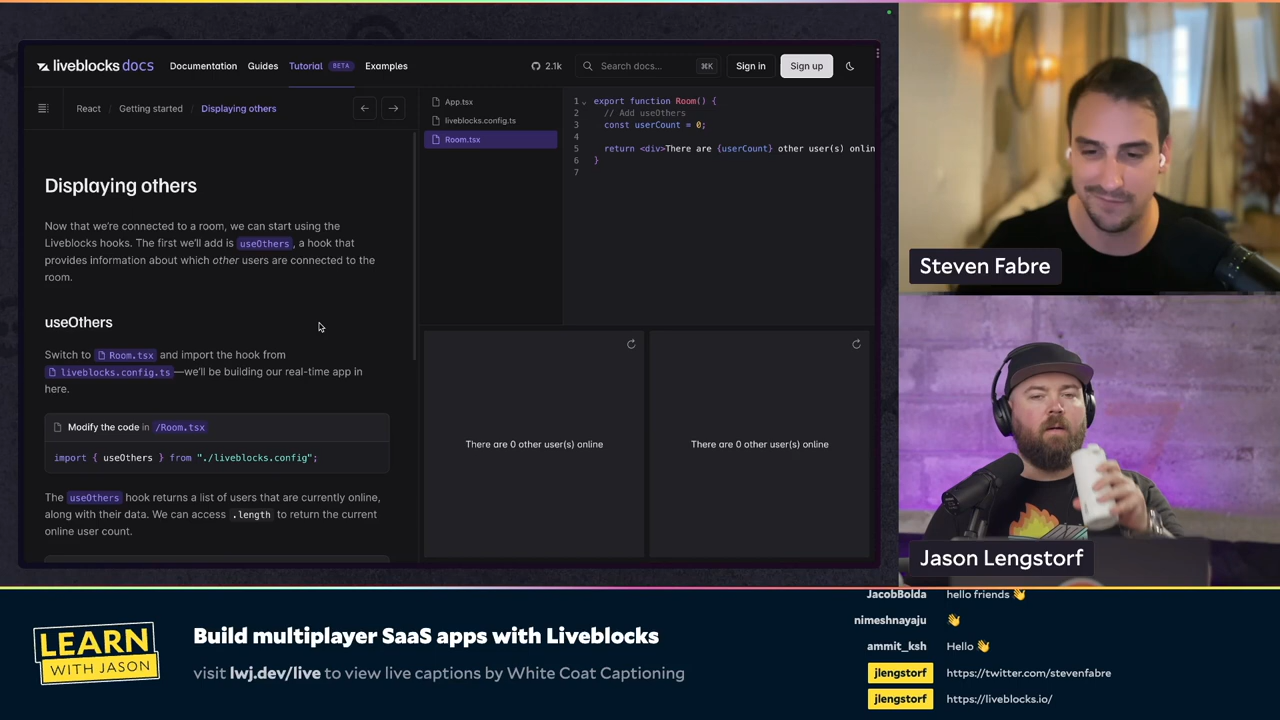 liveblocks docs
Documentation
Guides
Tutorial BETA
Examples
2.1k
Search docs... ⌘K
Sign in
Sign up
React / Getting started / Displaying others
Displaying others
Now that we're connected to a room, we can start using the
Liveblocks hooks. The first we'll add is useOthers, a hook that
provides information about which other users are connected to the
room.
useOthers
Switch to Room.tsx and import the hook from
liveblocks.config.ts—we'll be building our real-time app in
here.
Modify the code in /Room.tsx
import { useOthers } from "./liveblocks.config";
The useOthers hook returns a list of users that are currently online,
along with their data. We can access .length to return the current
online user count.
App.tsx
liveblocks.config.ts
Room.tsx
1 export function Room() {
2 // Add useOthers
3 const userCount = 0;
4
5 return <div>There are {userCount} other user(s) onlin
6 }
7
There are 0 other user(s) online
There are 0 other user(s) online
Steven Fabre
Jason Lengstorf
LEARN
WITH JASON
Build multiplayer SaaS apps with Liveblocks
visit lwj.dev/live to view live captions by White Coat Captioning
JacobBolda hello friends 👋
nimeshnayaju 👋
ammit_ksh Hello 👋
jlengstorf https://twitter.com/stevenfabre
jlengstorf https://liveblocks.io/